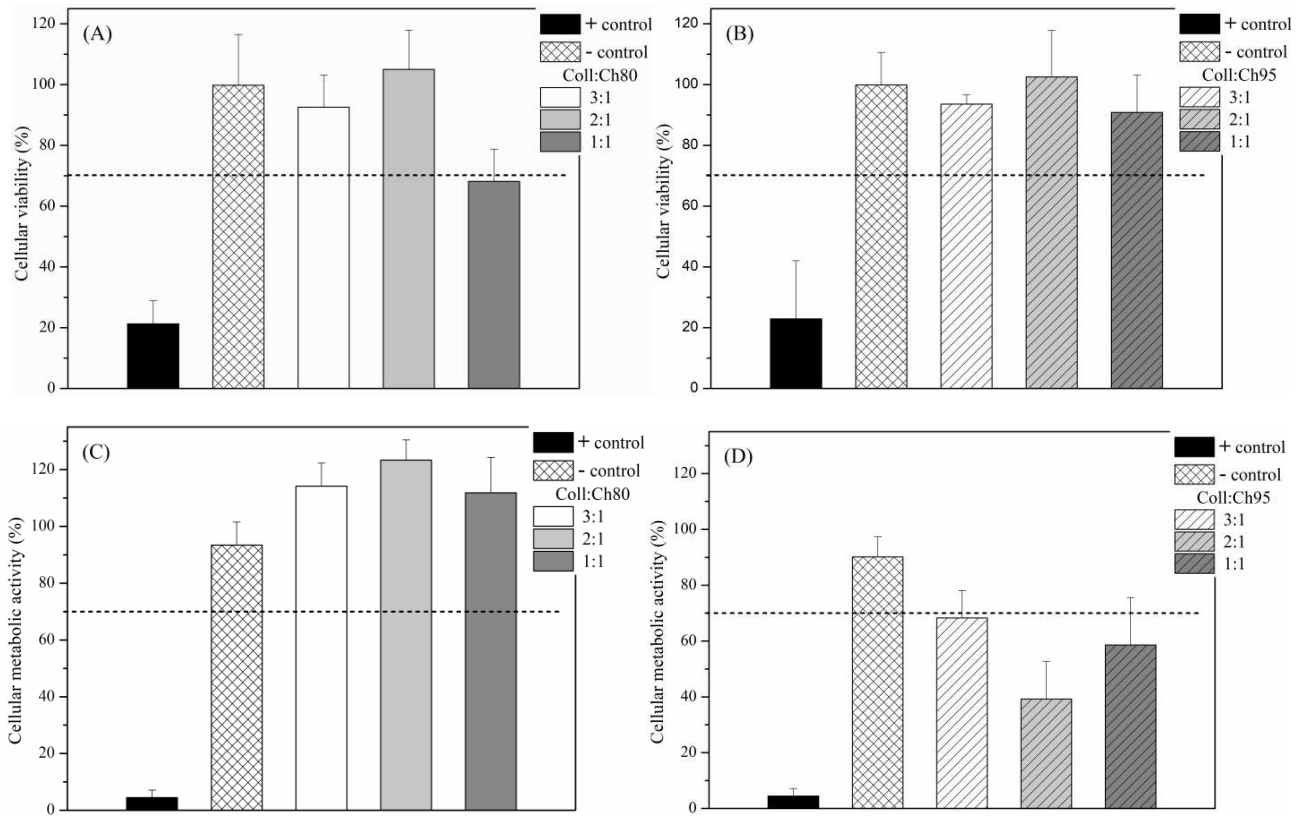 (A)
Cellular viability (%)
120
100
80
60
40
20
0
+ control
- control
Coll:Ch80
3:1
2:1
1:1
(B)
Cellular viability (%)
120
100
80
60
40
20
0
+ control
- control
Coll:Ch95
3:1
2:1
1:1
(C)
Cellular metabolic activity (%)
120
100
80
60
40
20
0
+ control
- control
Coll:Ch80
3:1
2:1
1:1
(D)
Cellular metabolic activity (%)
120
100
80
60
40
20
0
+ control
- control
Coll:Ch95
3:1
2:1
1:1